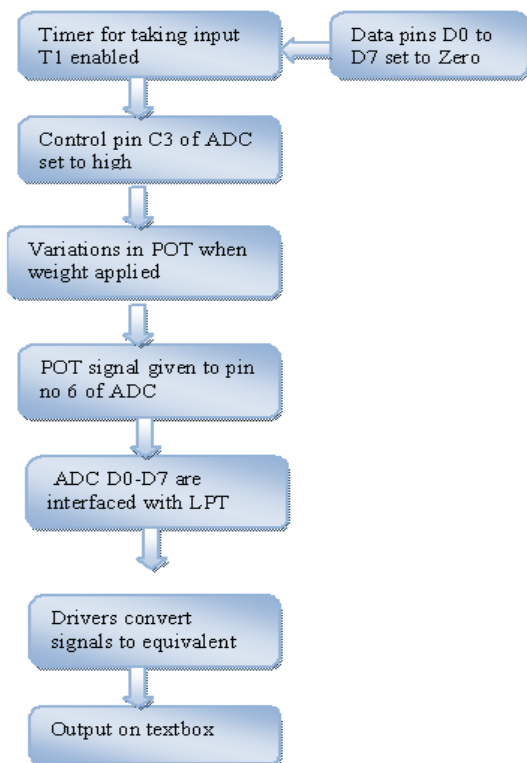 Timer for taking input
T1 enabled
Data pins D0 to
D7 set to Zero
Control pin C3 of ADC
set to high
Variations in POT when
weight applied
POT signal given to pin
no 6 of ADC
ADC D0-D7 are
interfaced with LPT
Drivers convert
signals to equivalent
Output on textbox